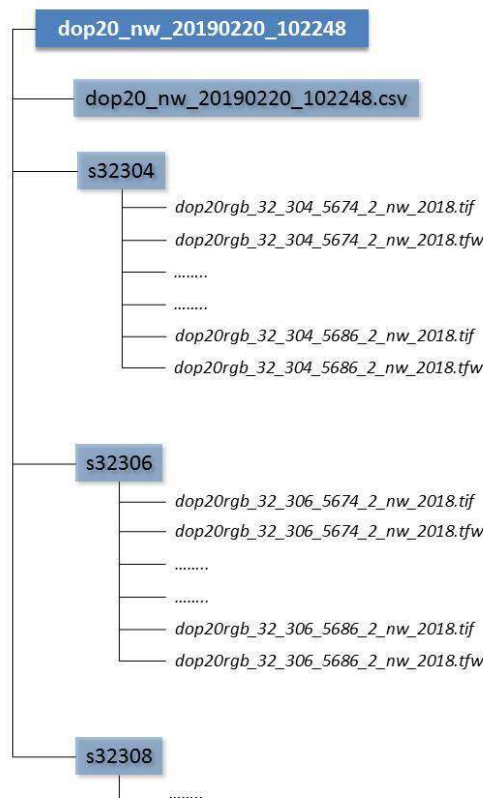 dop20_nw_20190220_102248
dop20_nw_20190220_102248.csv
s32304
dop20rgb_32_304_5674_2_nw_2018.tif
dop20rgb_32_304_5674_2_nw_2018.tfw
........
........
dop20rgb_32_304_5686_2_nw_2018.tif
dop20rgb_32_304_5686_2_nw_2018.tfw
s32306
dop20rgb_32_306_5674_2_nw_2018.tif
dop20rgb_32_306_5674_2_nw_2018.tfw
........
........
dop20rgb_32_306_5686_2_nw_2018.tif
dop20rgb_32_306_5686_2_nw_2018.tfw
s32308
........